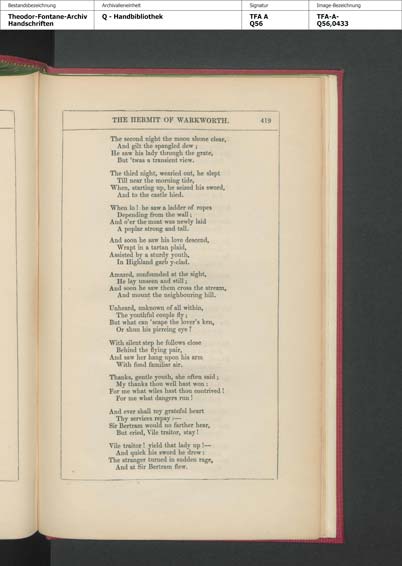 Bestandsbezeichnung
Archivalieneinheit
Signatur
Image-Bezeichnung
Theodor-Fontane-Archiv
Handschriften
Q - Handbibliothek
TFA A
Q56
TFA-A-
Q56,0433
THE HERMIT OF WARKWORTH. 419
The second night the moon shone clear,
And gilt the spangled dew;
He saw his lady through the grate,
But 'twas a transient view.
The third night, wearied out, he slept
Till near the morning tide,
When, starting up, he seized his sword,
And to the castle hied.
When lo! he saw a ladder of ropes
Depending from the wall;
And o'er the moat was newly laid
A poplar strong and tall.
And soon he saw his love descend,
Wrapt in a tartan plaid,
Assisted by a sturdy youth,
In Highland garb y-clad.
Amazed, confounded at the sight,
He lay unseen and still;
And soon he saw them cross the stream,
And mount the neighbouring hill.
Unheard, unknown of all within,
The youthful couple fly;
But what can 'scape the lover's ken,
Or shun his piercing eye?
With silent step he follows close
Behind the flying pair,
And saw her hang upon his arm
With fond familiar air.
Thanks, gentle youth, she often said;
My thanks thou well hast won:
For me what wiles hast thou contrived!
For me what dangers run!
And ever shall my grateful heart
Thy services repay:—
Sir Bertram would no further hear,
But cried, Vile traitor, stay!
Vile traitor! yield that lady up!—
And quick his sword he drew:
The stranger turned in sudden rage,
And at Sir Bertram flew.